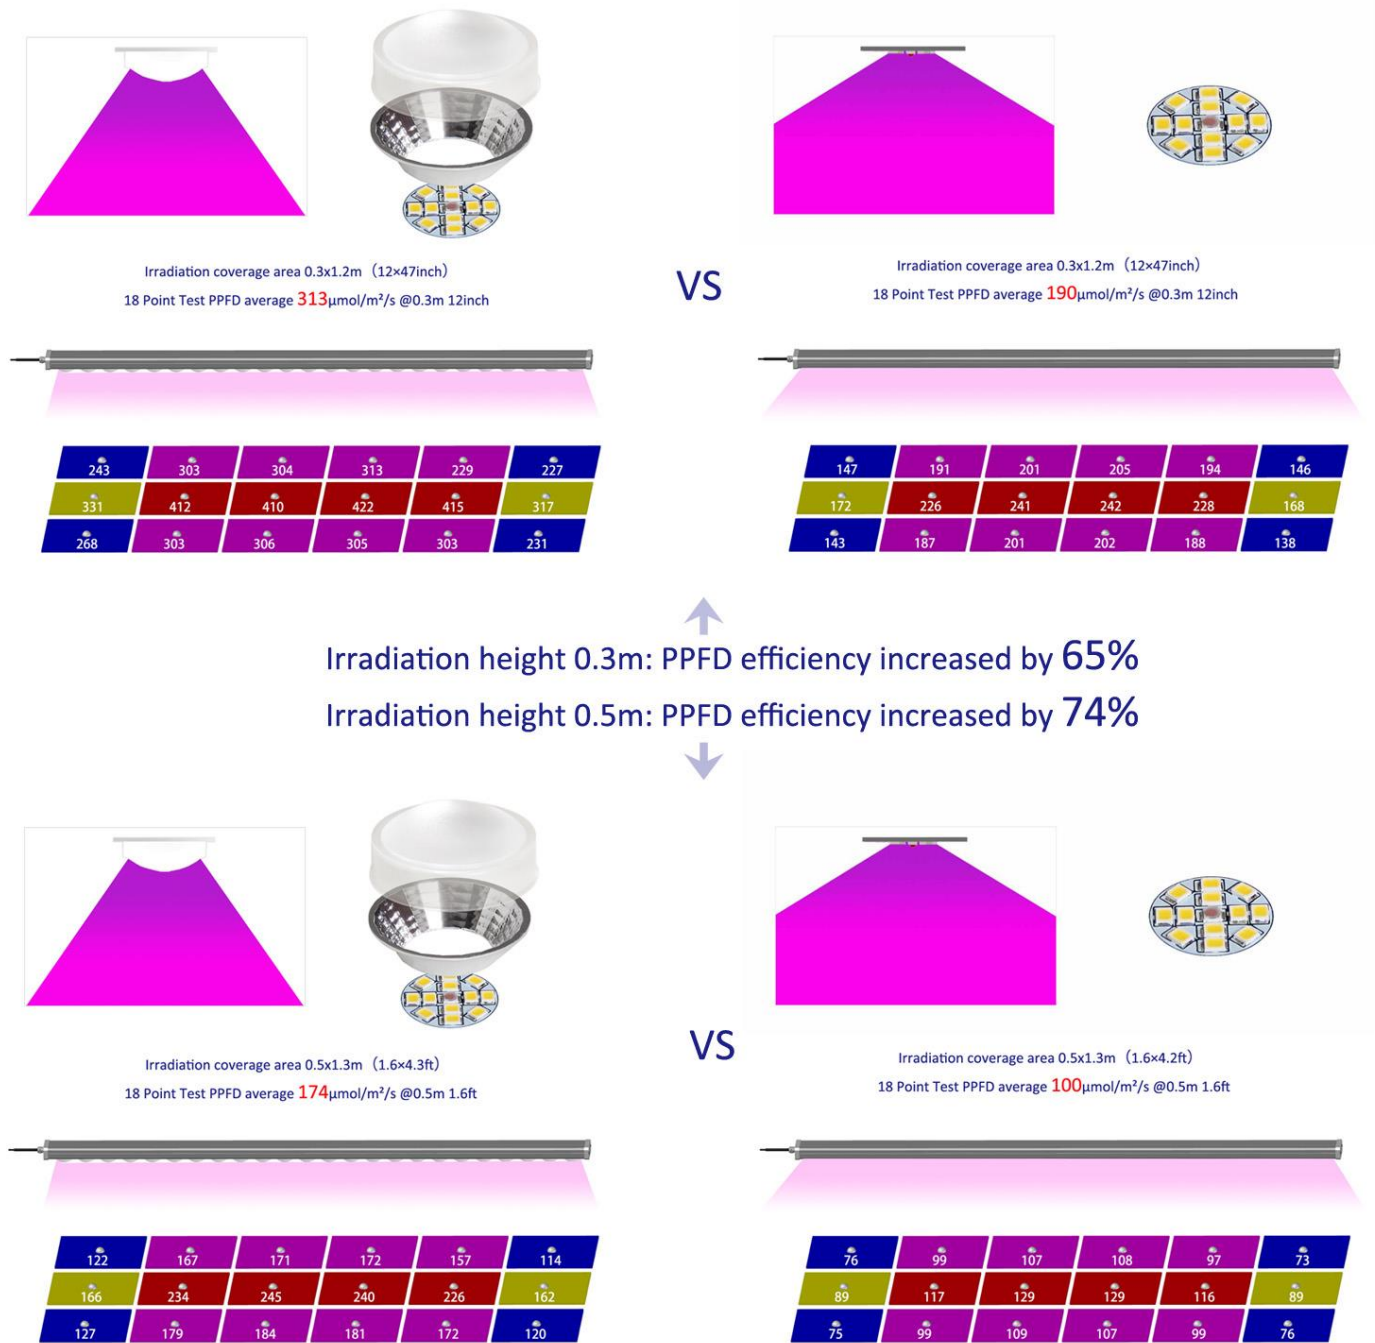 Irradiation coverage area 0.3x1.2m（12×47inch）
18 Point Test PPFD average 313μmol/m²/s @0.3m 12inch
VS
Irradiation coverage area 0.3x1.2m（12×47inch）
18 Point Test PPFD average 190μmol/m²/s @0.3m 12inch
243 303 304 313 229 227
331 412 410 422 415 317
268 303 306 305 303 231
147 191 201 205 194 146
172 226 241 242 228 168
143 187 201 202 188 138
Irradiation height 0.3m: PPFD efficiency increased by 65%
Irradiation height 0.5m: PPFD efficiency increased by 74%
Irradiation coverage area 0.5x1.3m（1.6×4.3ft）
18 Point Test PPFD average 174μmol/m²/s @0.5m 1.6ft
VS
Irradiation coverage area 0.5x1.3m（1.6×4.2ft）
18 Point Test PPFD average 100μmol/m²/s @0.5m 1.6ft
122 167 171 172 157 114
166 234 245 240 226 162
127 179 184 181 172 120
76 99 107 108 97 73
89 117 129 129 116 89
75 99 109 107 99 76